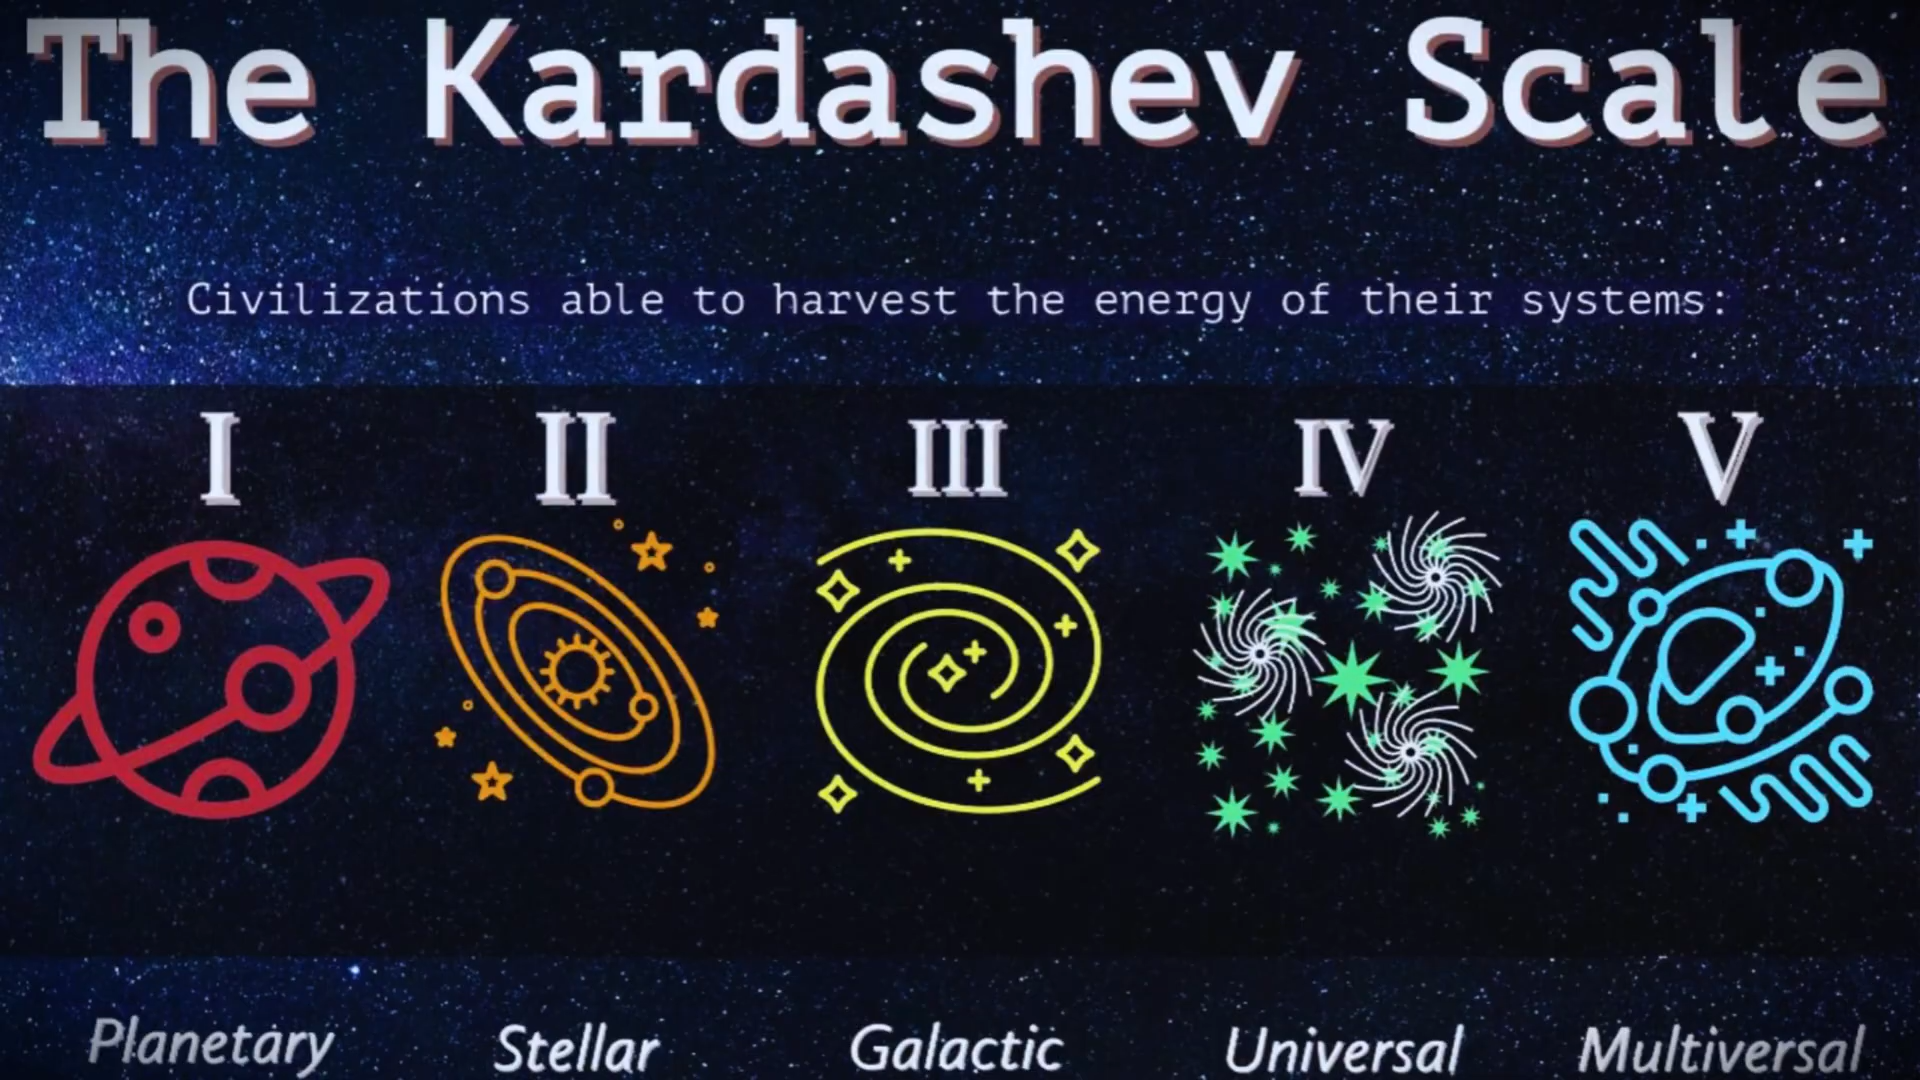 The Kardashev Scale
Civilizations able to harvest the energy of their systems:
I II III IV V
Planetary Stellar Galactic Universal Multiversal